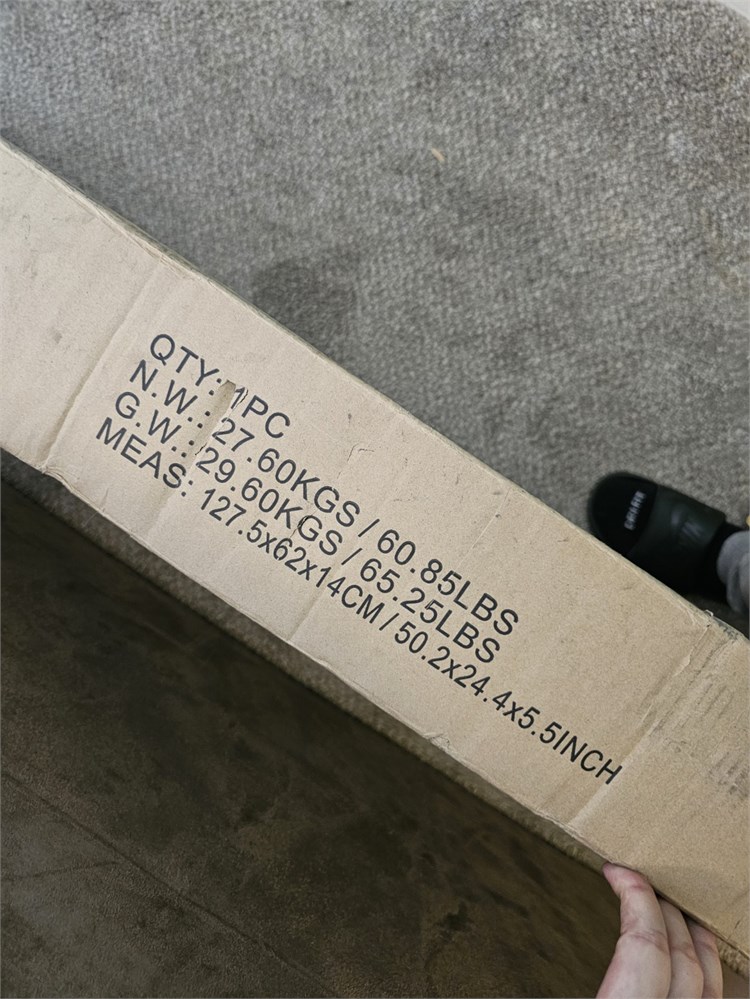 QTY: 1PC
N.W.: 27.60KGS / 60.85LBS
G.W.: 29.60KGS / 65.25LBS
MEAS: 127.5x62x14CM / 50.2x24.4x5.5INCH